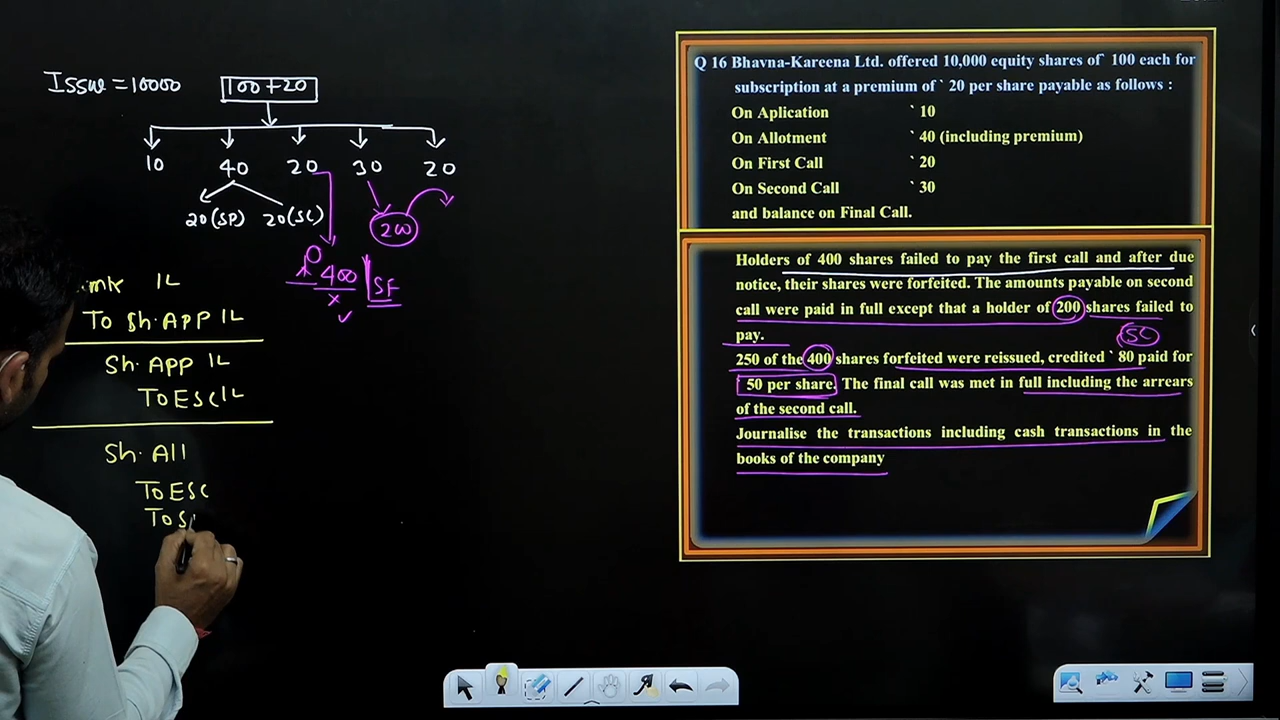 Issue = 10000
100+20
10 40 20 30 20
20(SP) 20(SC)
200
400 SF
x
1L
To Sh. APP 1L
Sh. APP 1L
To ESC 1L
Sh. All
To ESC
To S
Q 16 Bhavna-Kareena Ltd. offered 10,000 equity shares of ` 100 each for
subscription at a premium of ` 20 per share payable as follows :
On Aplication ` 10
On Allotment ` 40 (including premium)
On First Call ` 20
On Second Call ` 30
and balance on Final Call.
Holders of 400 shares failed to pay the first call and after due
notice, their shares were forfeited. The amounts payable on second
call were paid in full except that a holder of 200 shares failed to
pay.
SC
250 of the 400 shares forfeited were reissued, credited ` 80 paid for
` 50 per share. The final call was met in full including the arrears
of the second call.
Journalise the transactions including cash transactions in the
books of the company